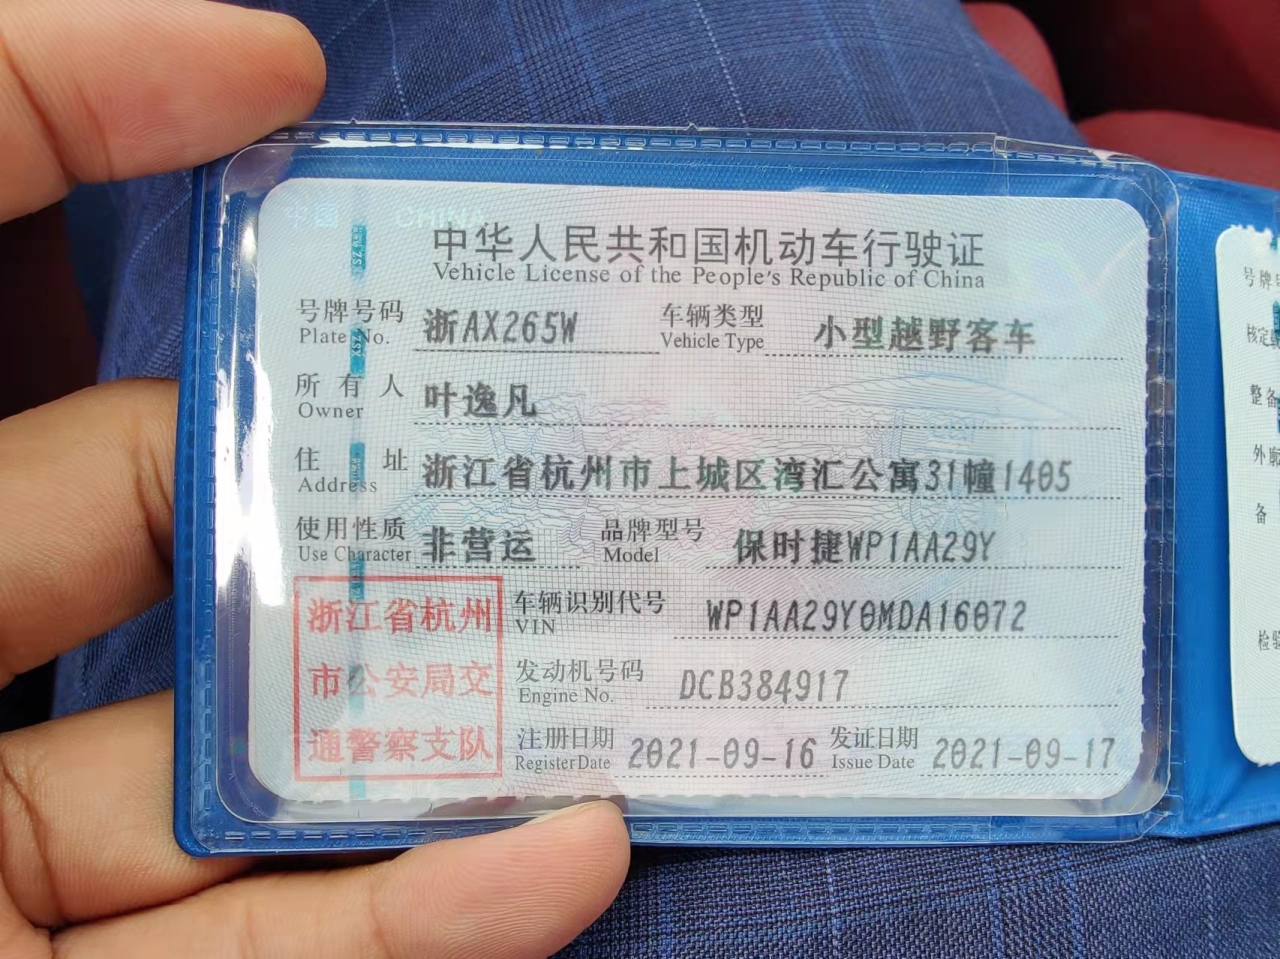 中国 CHINA
中华人民共和国机动车行驶证
Vehicle License of the People's Republic of China
号牌号码 浙AX265W 车辆类型 小型越野客车
Plate No. Vehicle Type
所有人 叶逸凡
Owner
住址 浙江省杭州市上城区湾汇公寓31幢1405
Address
使用性质 非营运 品牌型号 保时捷WP1AA29Y
Use Character Model
浙江省杭州
市公安局交
通警察支队
车辆识别代号 WP1AA29Y0MDA16072
VIN
发动机号码 DCB384917
Engine No.
注册日期 2021-09-16 发证日期 2021-09-17
Register Date Issue Date
号牌
核定
整备
外廓
备
检验